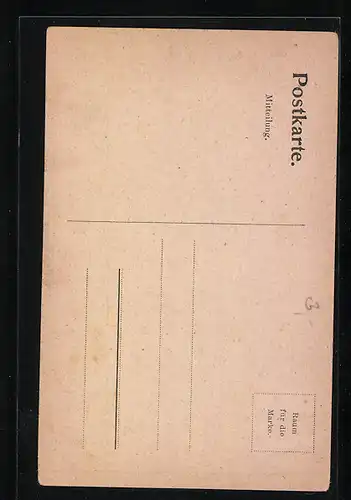 Postkarte.
Mitteilung.
3,
Raum
für die
Marke.